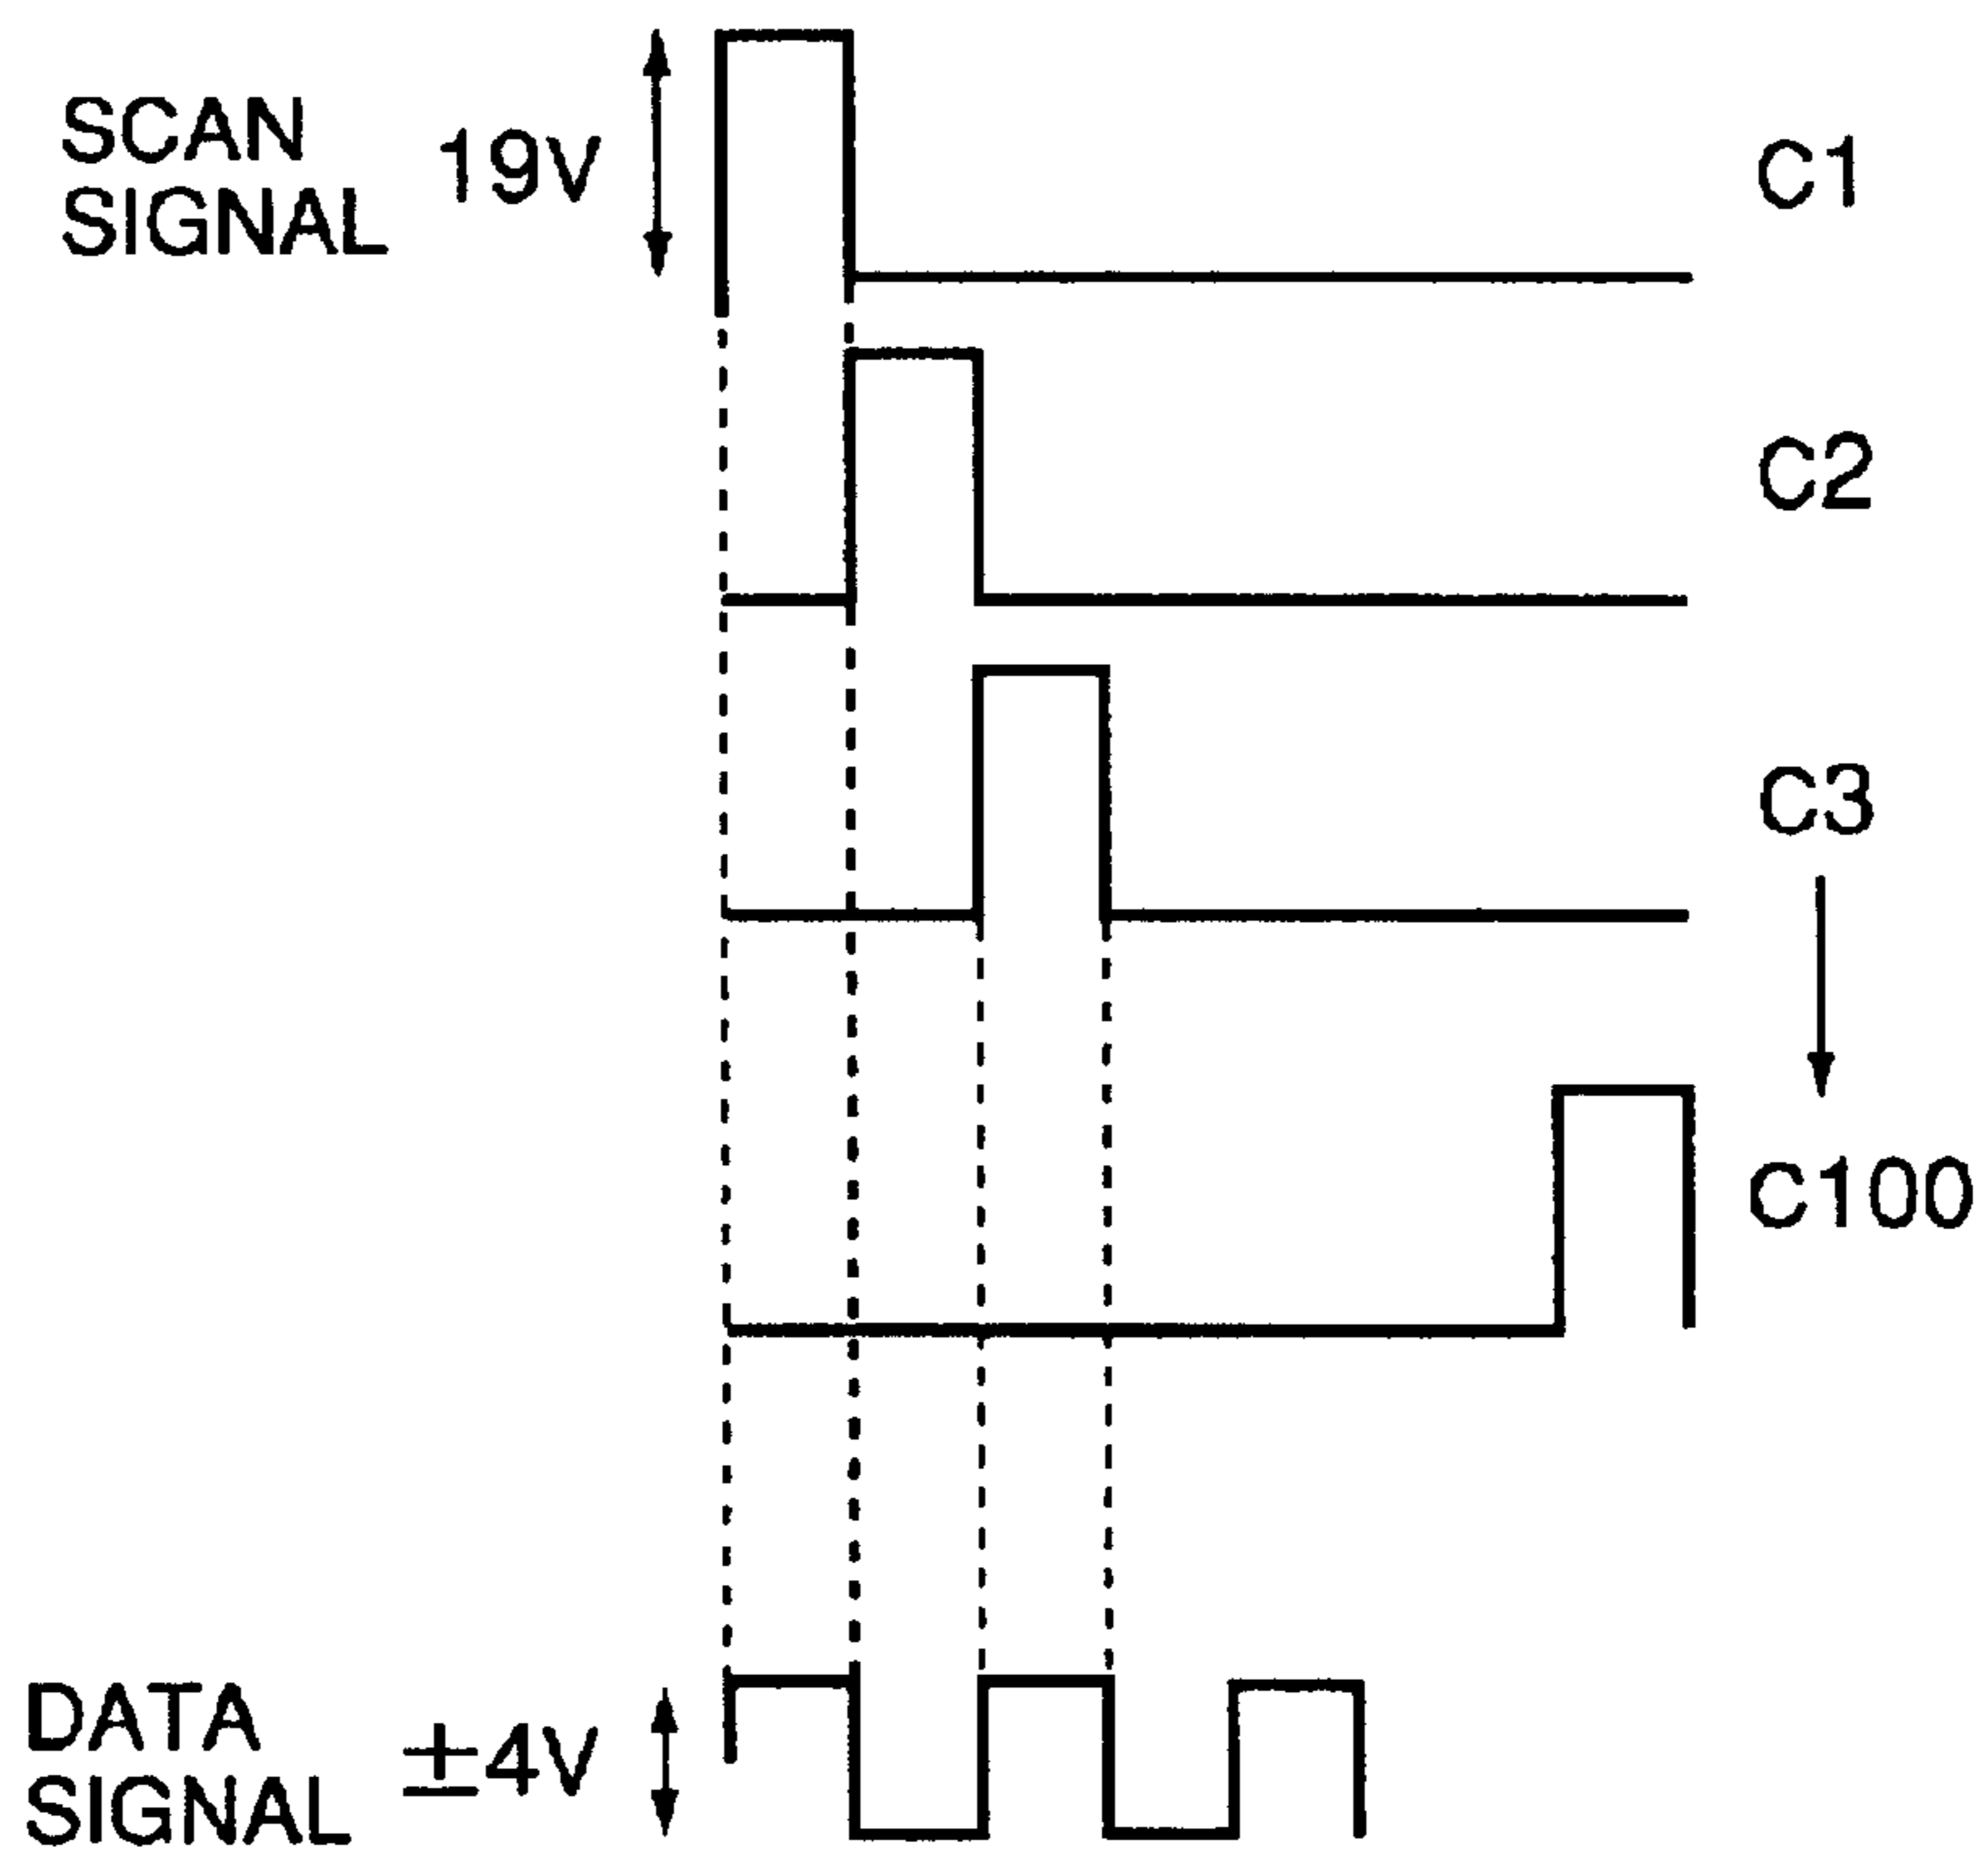 SCAN
SIGNAL
19V
C1
C2
C3
C100
DATA
SIGNAL
±4V